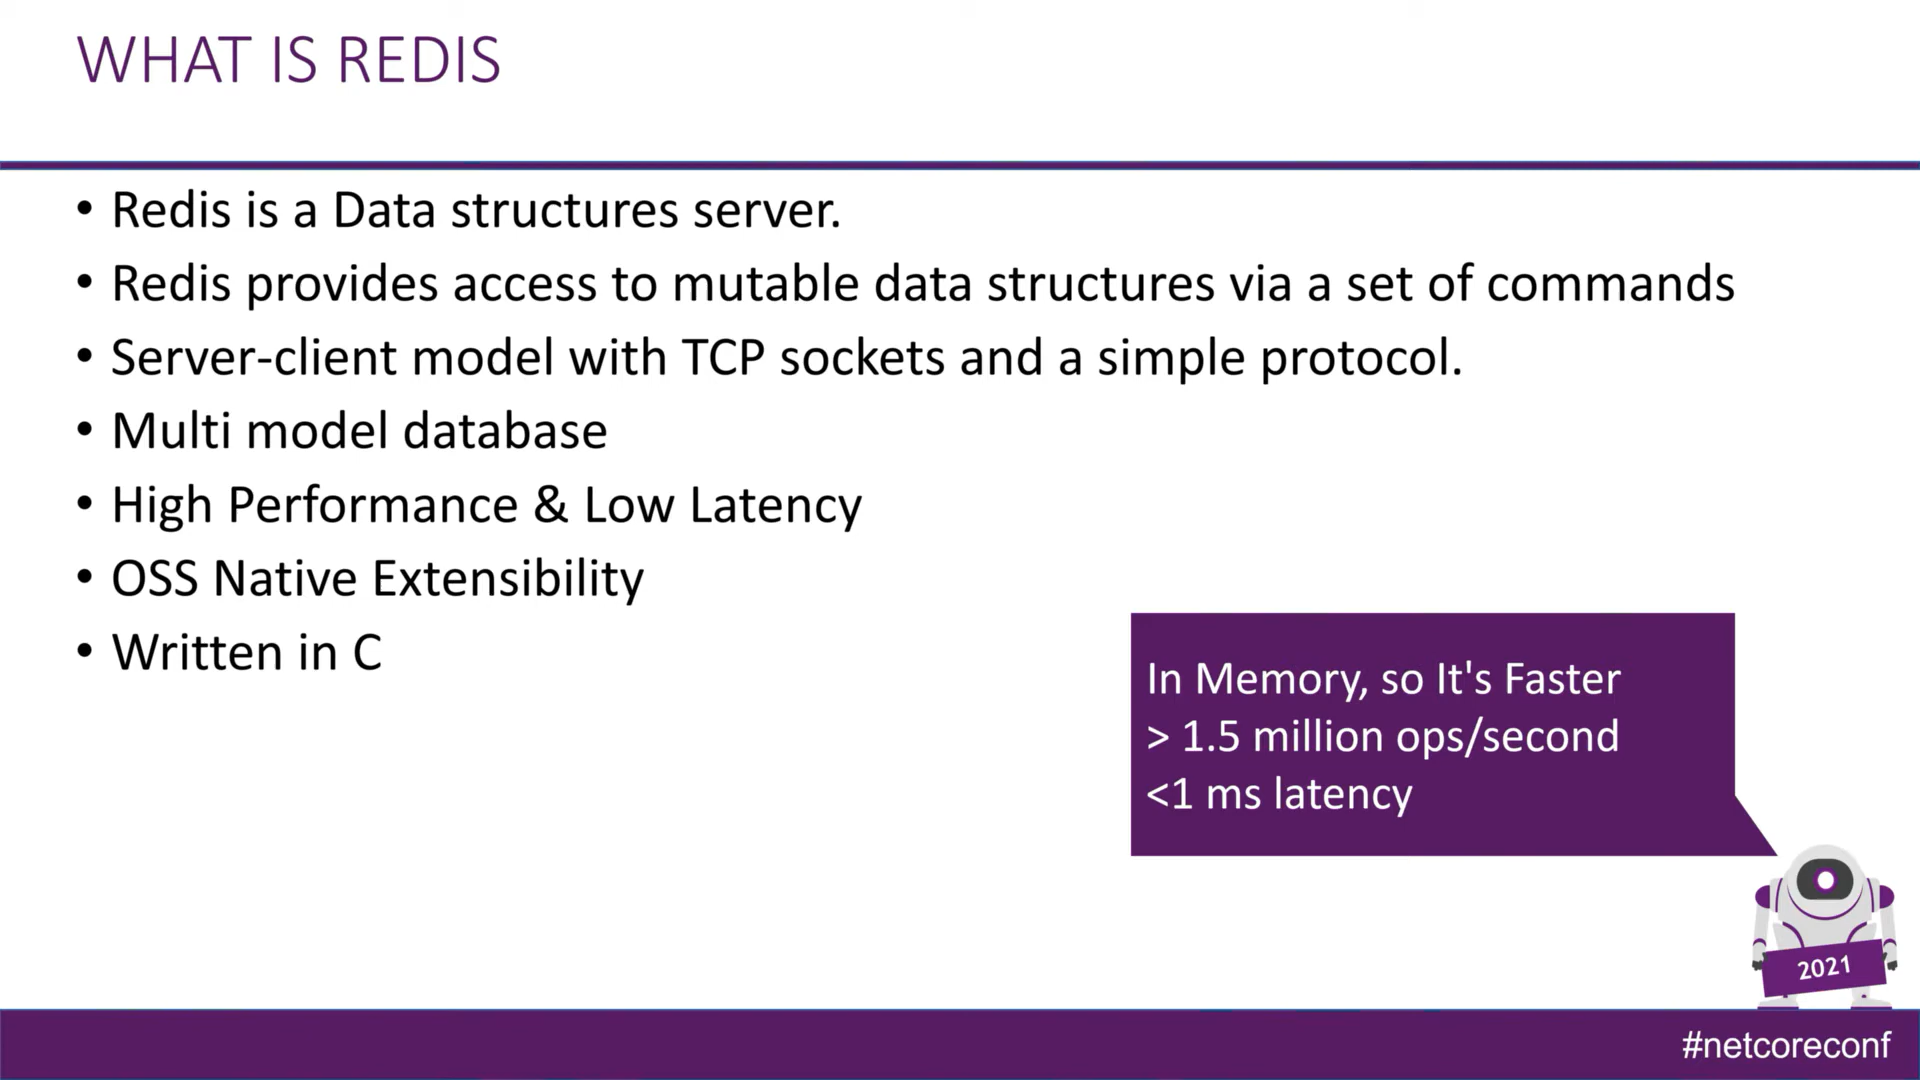 WHAT IS REDIS
• Redis is a Data structures server.
• Redis provides access to mutable data structures via a set of commands
• Server-client model with TCP sockets and a simple protocol.
• Multi model database
• High Performance & Low Latency
• OSS Native Extensibility
• Written in C
In Memory, so It's Faster
> 1.5 million ops/second
<1 ms latency
2021
#netcoreconf